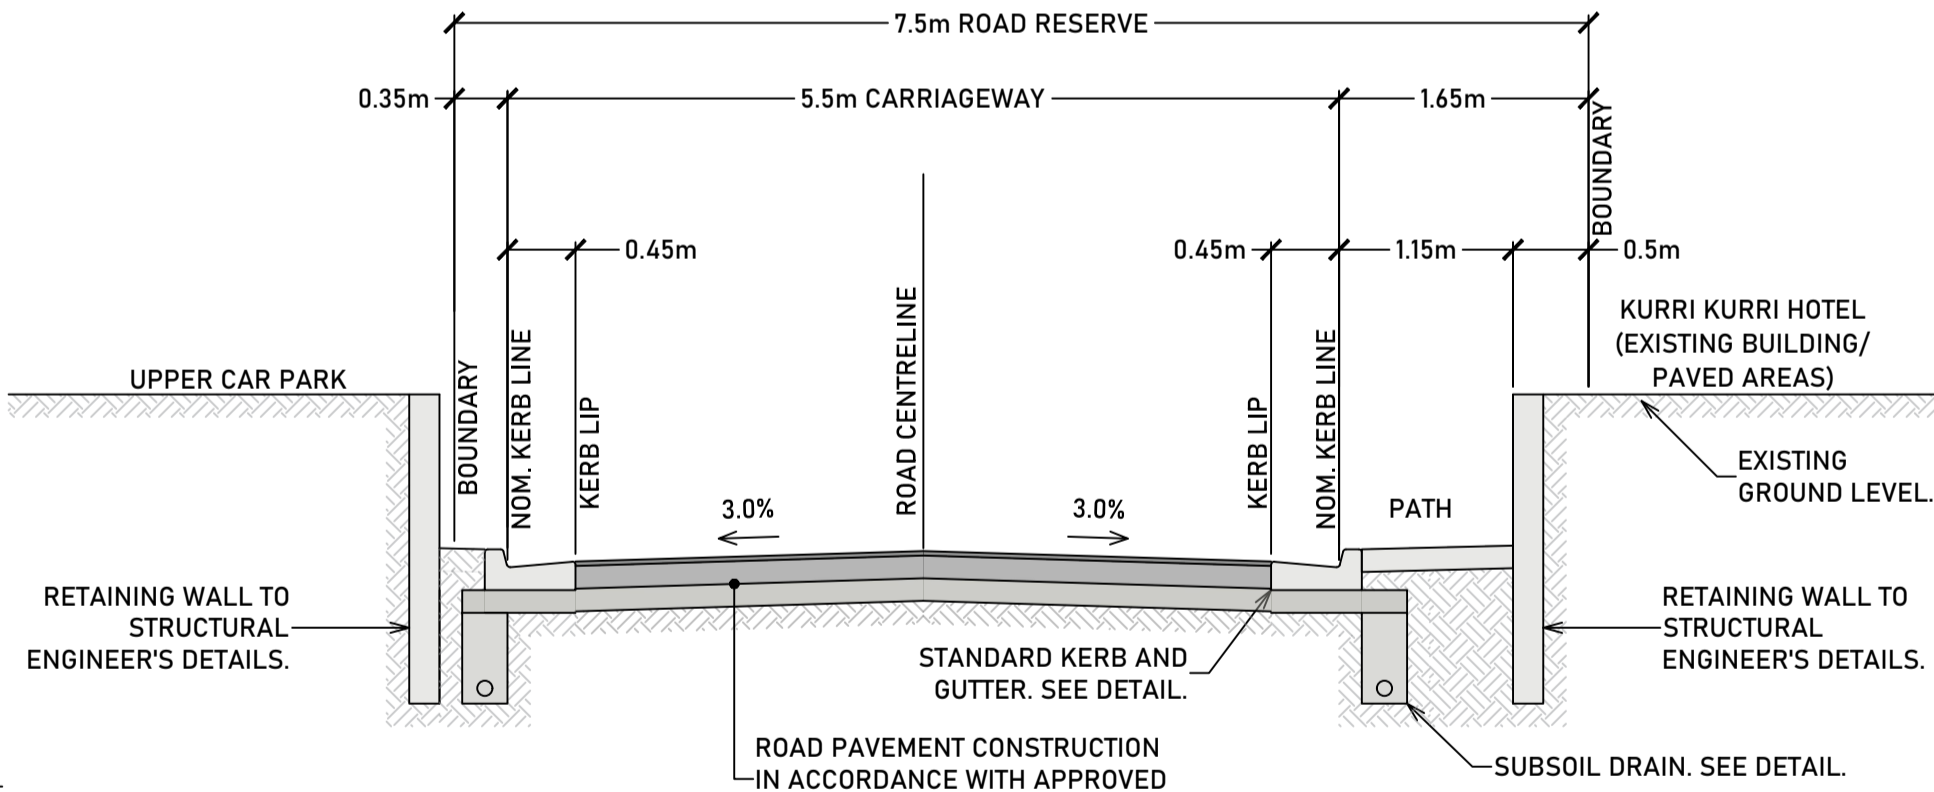 7.5m ROAD RESERVE
0.35m
5.5m CARRIAGEWAY
1.65m
BOUNDARY
0.45m
0.45m
1.15m
0.5m
KURRI KURRI HOTEL
(EXISTING BUILDING/
PAVED AREAS)
UPPER CAR PARK
BOUNDARY
NOM. KERB LINE
KERB LIP
ROAD CENTRELINE
KERB LIP
NOM. KERB LINE
EXISTING
GROUND LEVEL.
3.0%
3.0%
PATH
RETAINING WALL TO
STRUCTURAL
ENGINEER'S DETAILS.
RETAINING WALL TO
STRUCTURAL
ENGINEER'S DETAILS.
STANDARD KERB AND
GUTTER. SEE DETAIL.
ROAD PAVEMENT CONSTRUCTION
IN ACCORDANCE WITH APPROVED
SUBSOIL DRAIN. SEE DETAIL.